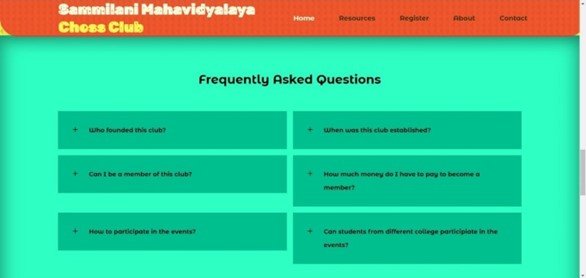 Sammilani Mahavidyalaya
Chess Club
Home Resources Register About Contact
Frequently Asked Questions
+ Who founded this club?
+ When was this club established?
+ Can I be a member of this club?
+ How much money do I have to pay to become a
member?
+ How to participate in the events?
+ Can students from different college participate in the
events?